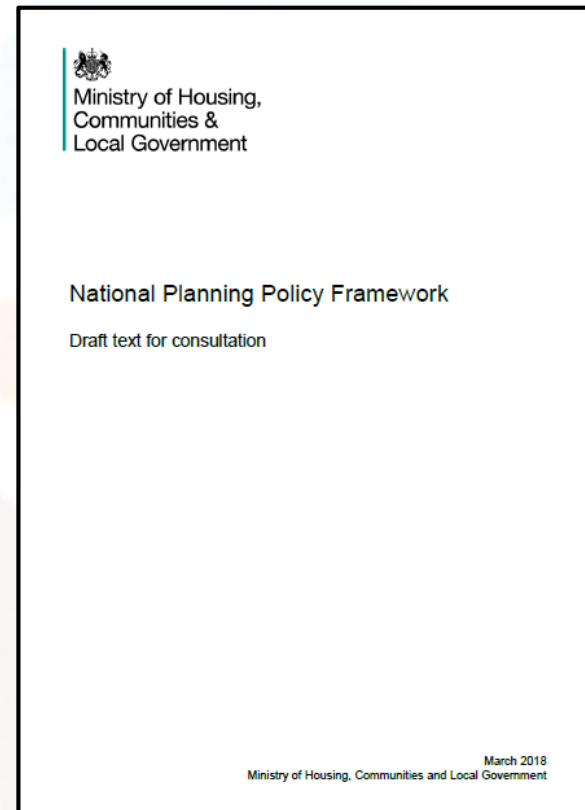 Ministry of Housing,
Communities &
Local Government
National Planning Policy Framework
Draft text for consultation
March 2018
Ministry of Housing, Communities and Local Government